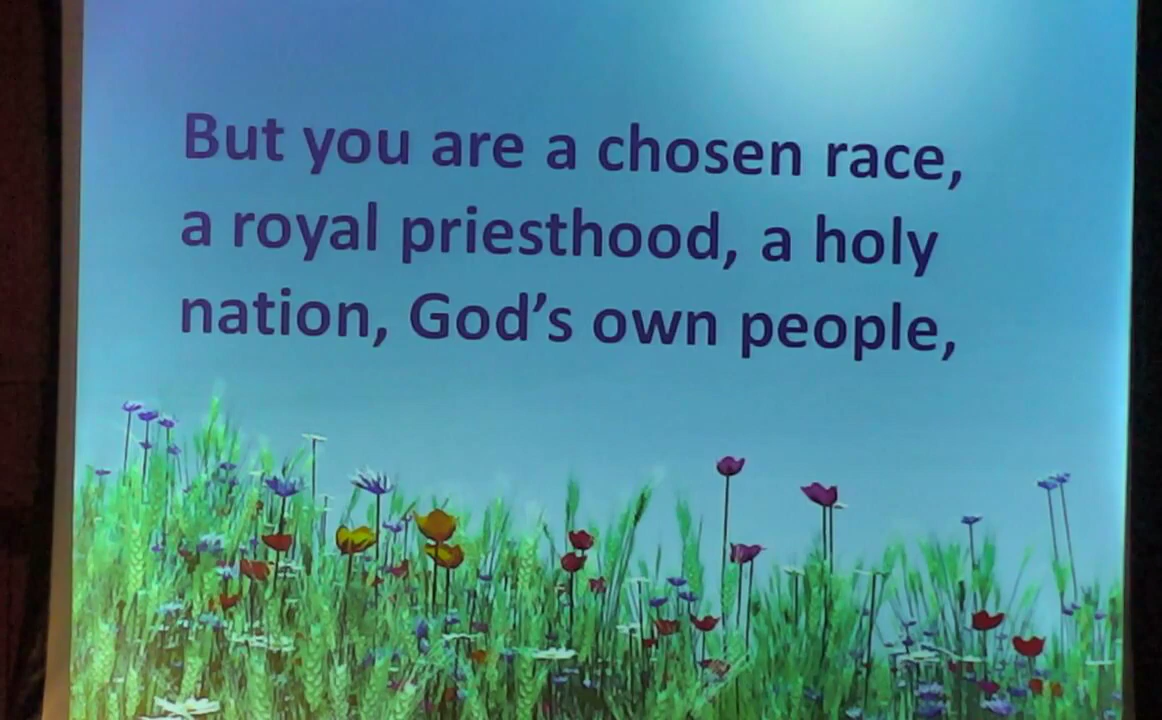 But you are a chosen race,
a royal priesthood, a holy
nation, God’s own people,